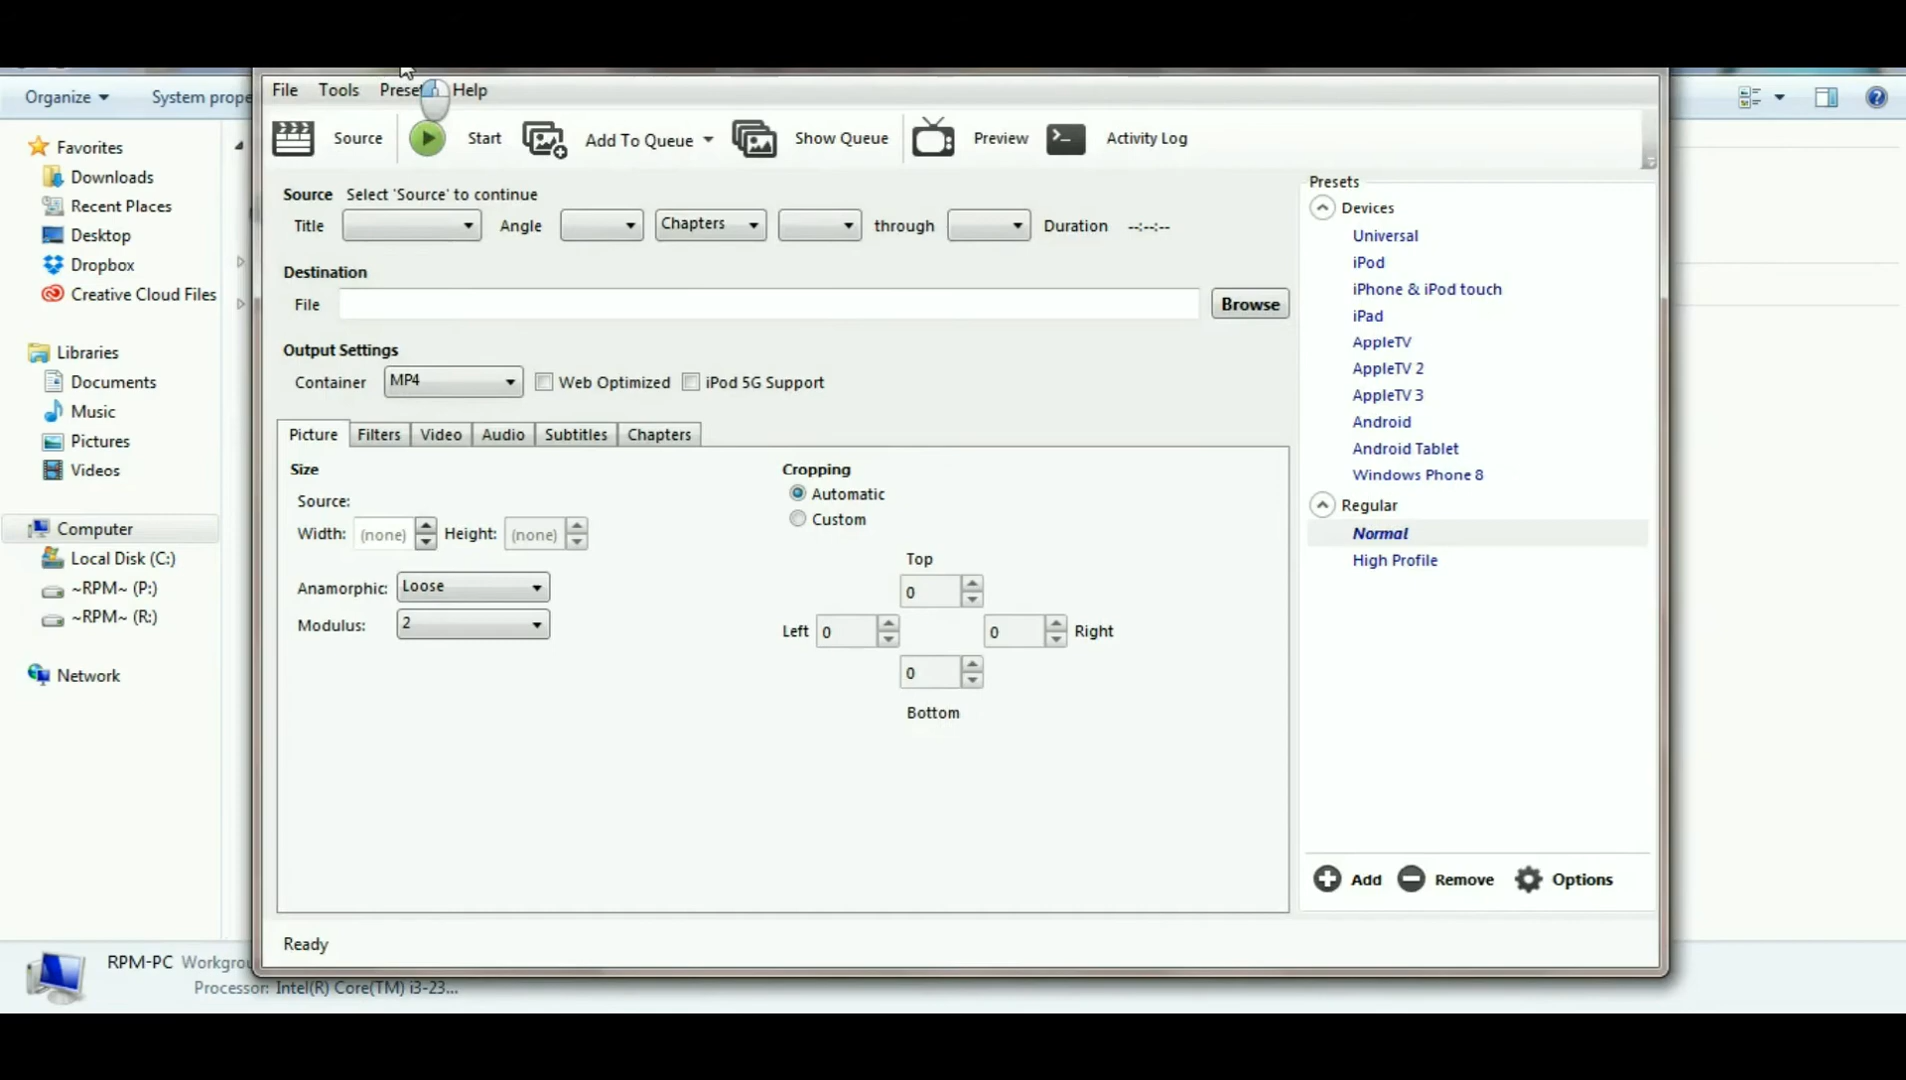 File Tools Help
Organize System
Source Start Add To Queue Show Queue Preview Activity Log
Favorites
Downloads
Recent Places
Desktop
Dropbox
Creative Cloud Files
Libraries
Documents
Music
Pictures
Videos
Computer
Local Disk (C:)
~RPM~ (P:)
~RPM~ (R:)
Network
Source Select 'Source' to continue
Title Angle Chapters through Duration --:--:--
Destination
File Browse
Output Settings
Container MP4 Web Optimized iPod 5G Support
Picture Filters Video Audio Subtitles Chapters
Size
Source:
Width: (none) Height: (none)
Anamorphic: Loose
Modulus: 2
Cropping
Automatic
Custom
Top
0
Left 0 0 Right
0
Bottom
Presets
Devices
Universal
iPod
iPhone & iPod touch
iPad
AppleTV
AppleTV 2
AppleTV 3
Android
Android Tablet
Windows Phone 8
Regular
Normal
High Profile
Add Remove Options
Ready
RPM-PC
Processor: Intel(R) Core(TM) i3-23...